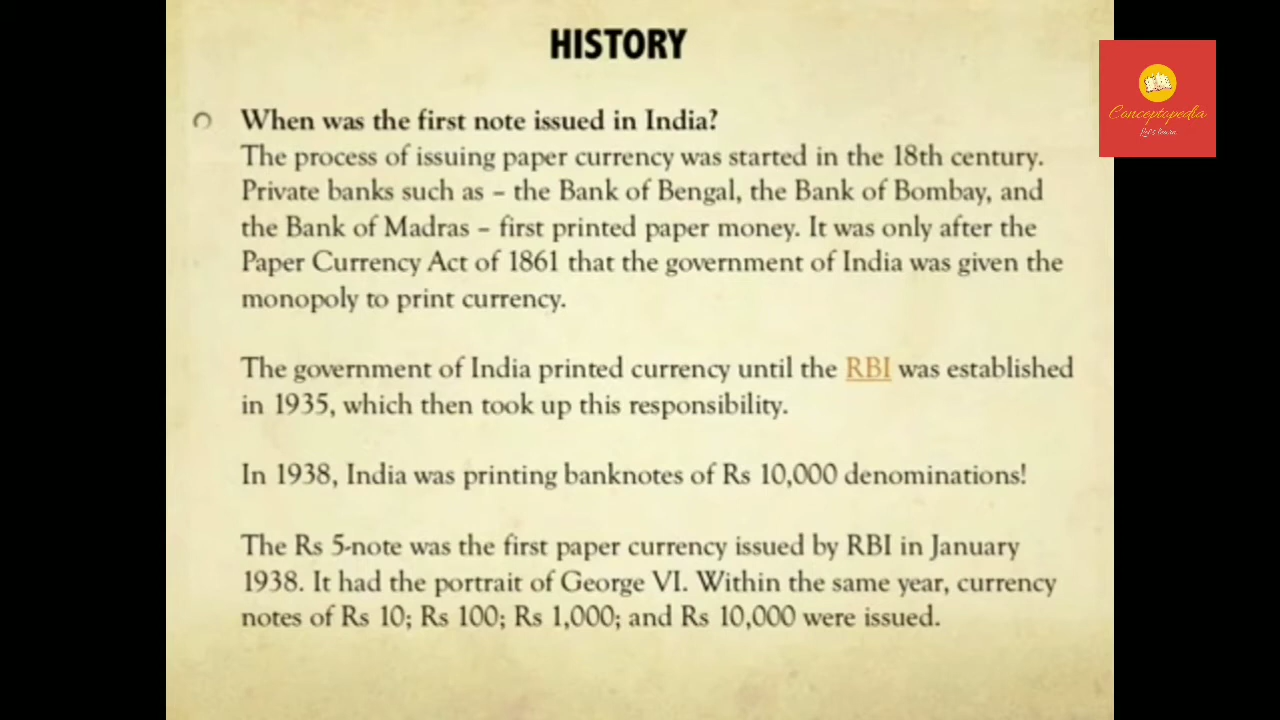 HISTORY
When was the first note issued in India?
The process of issuing paper currency was started in the 18th century.
Private banks such as – the Bank of Bengal, the Bank of Bombay, and
the Bank of Madras – first printed paper money. It was only after the
Paper Currency Act of 1861 that the government of India was given the
monopoly to print currency.
The government of India printed currency until the RBI was established
in 1935, which then took up this responsibility.
In 1938, India was printing banknotes of Rs 10,000 denominations!
The Rs 5-note was the first paper currency issued by RBI in January
1938. It had the portrait of George VI. Within the same year, currency
notes of Rs 10; Rs 100; Rs 1,000; and Rs 10,000 were issued.
Conceptopedia
Let's learn